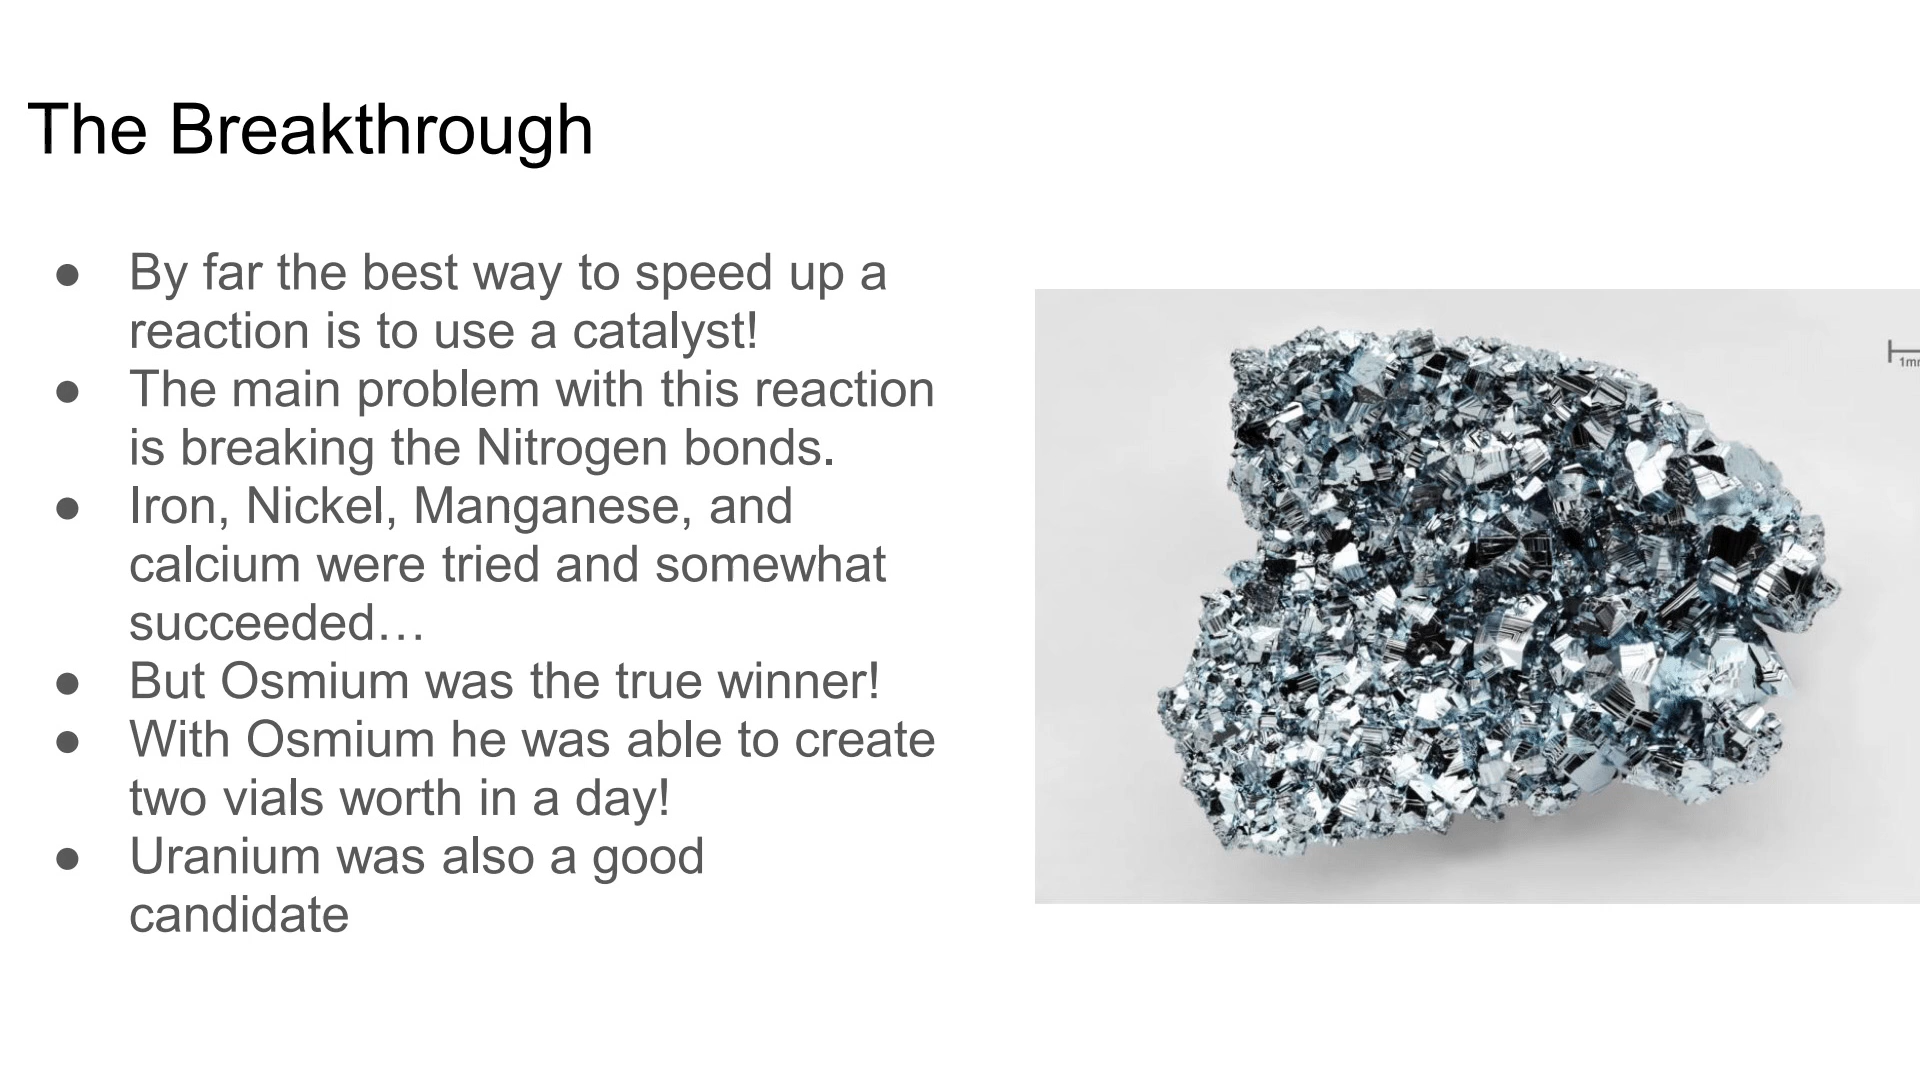 The Breakthrough
● By far the best way to speed up a
reaction is to use a catalyst!
● The main problem with this reaction
is breaking the Nitrogen bonds.
● Iron, Nickel, Manganese, and
calcium were tried and somewhat
succeeded…
● But Osmium was the true winner!
● With Osmium he was able to create
two vials worth in a day!
● Uranium was also a good
candidate